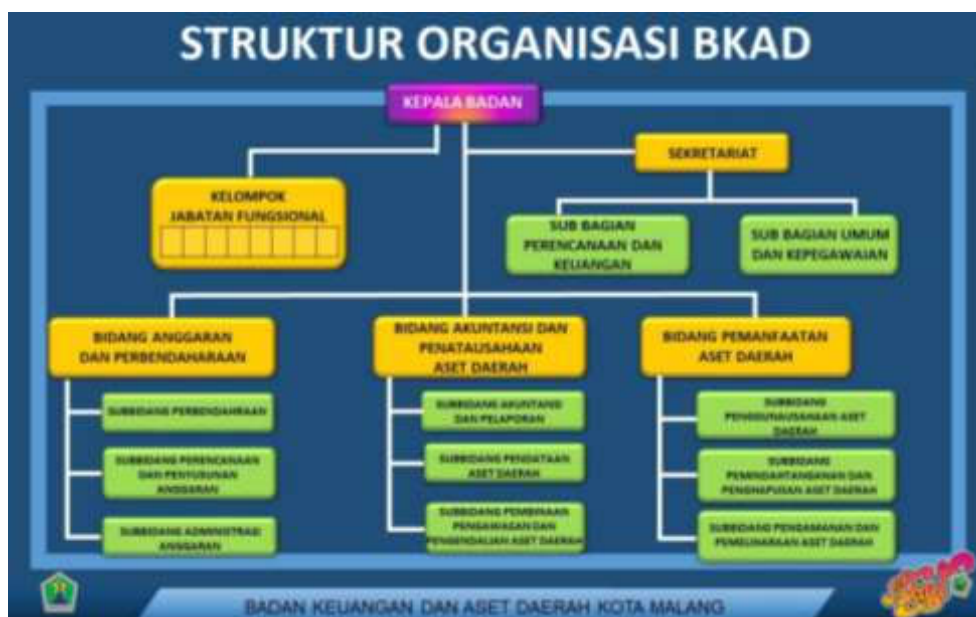 STRUKTUR ORGANISASI BKAD
KEPALA BADAN
SEKRETARIAT
KELOMPOK
JABATAN FUNGSIONAL
SUB BAGIAN
PERENCANAAN DAN
KEUANGAN
SUB BAGIAN UMUM
DAN KEPEGAWAIAN
BIDANG ANGGARAN
DAN PERBENDAHARAAN
SUBBIDANG PERBENDAHRAAN
SUBBIDANG PERENCANAAN
DAN PENYUSUNAN
ANGGARAN
SUBBIDANG ADMINISTRASI
ANGGARAN
BIDANG AKUNTANSI DAN
PENATAUSAHAAN
ASET DAERAH
SUBBIDANG AKUNTANSI
DAN PELAPORAN
SUBBIDANG PENDATAAN
ASET DAERAH
SUBBIDANG PEMBINAAN
PENGAWASAN DAN
PENGENDALIAN ASET DAERAH
BIDANG PEMANFAATAN
ASET DAERAH
SUBBIDANG
PENGGUNAUSAHAAN ASET
DAERAH
SUBBIDANG
PEMINDAHTANGANAN DAN
PENGHAPUSAN ASET DAERAH
SUBBIDANG PENGAMANAN DAN
PEMELIHARAAN ASET DAERAH
BADAN KEUANGAN DAN ASET DAERAH KOTA MALANG